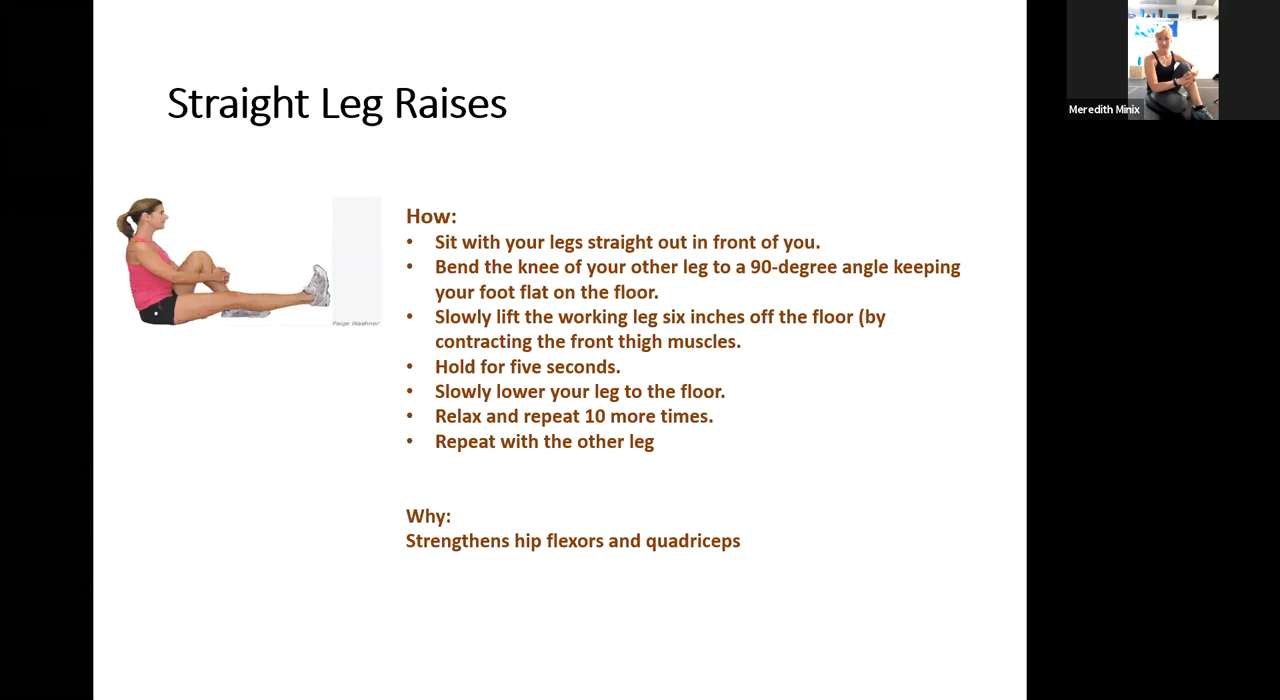 Straight Leg Raises
Meredith Minix
How:
• Sit with your legs straight out in front of you.
• Bend the knee of your other leg to a 90-degree angle keeping
your foot flat on the floor.
• Slowly lift the working leg six inches off the floor (by
contracting the front thigh muscles.
• Hold for five seconds.
• Slowly lower your leg to the floor.
• Relax and repeat 10 more times.
• Repeat with the other leg
Paige Waehner
Why:
Strengthens hip flexors and quadriceps